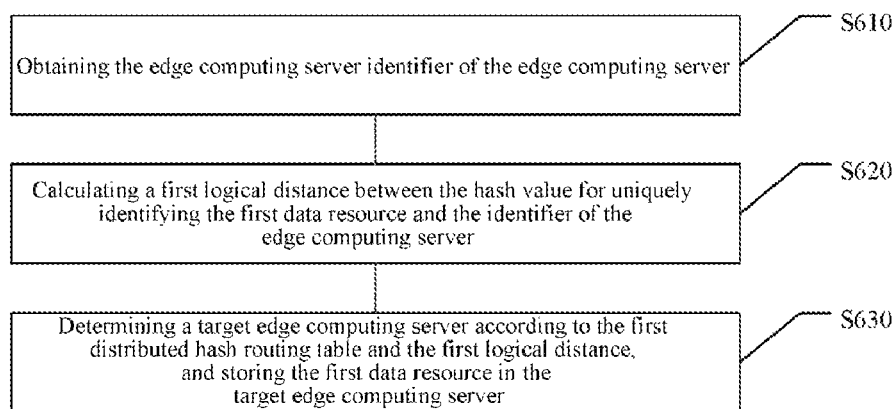 S610
Obtaining the edge computing server identifier of the edge computing server
S620
Calculating a first logical distance between the hash value for uniquely
identifying the first data resource and the identifier of the
edge computing server
S630
Determining a target edge computing server according to the first
distributed hash routing table and the first logical distance,
and storing the first data resource in the
target edge computing server